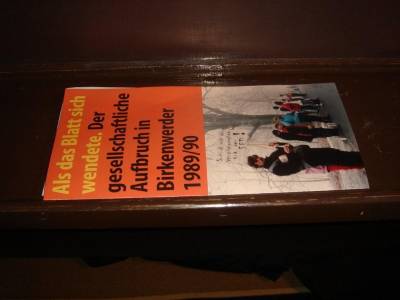 Als das Blatt sich
wendete. Der
gesellschaftliche
Aufbruch in
Birkenwerder
1989/90